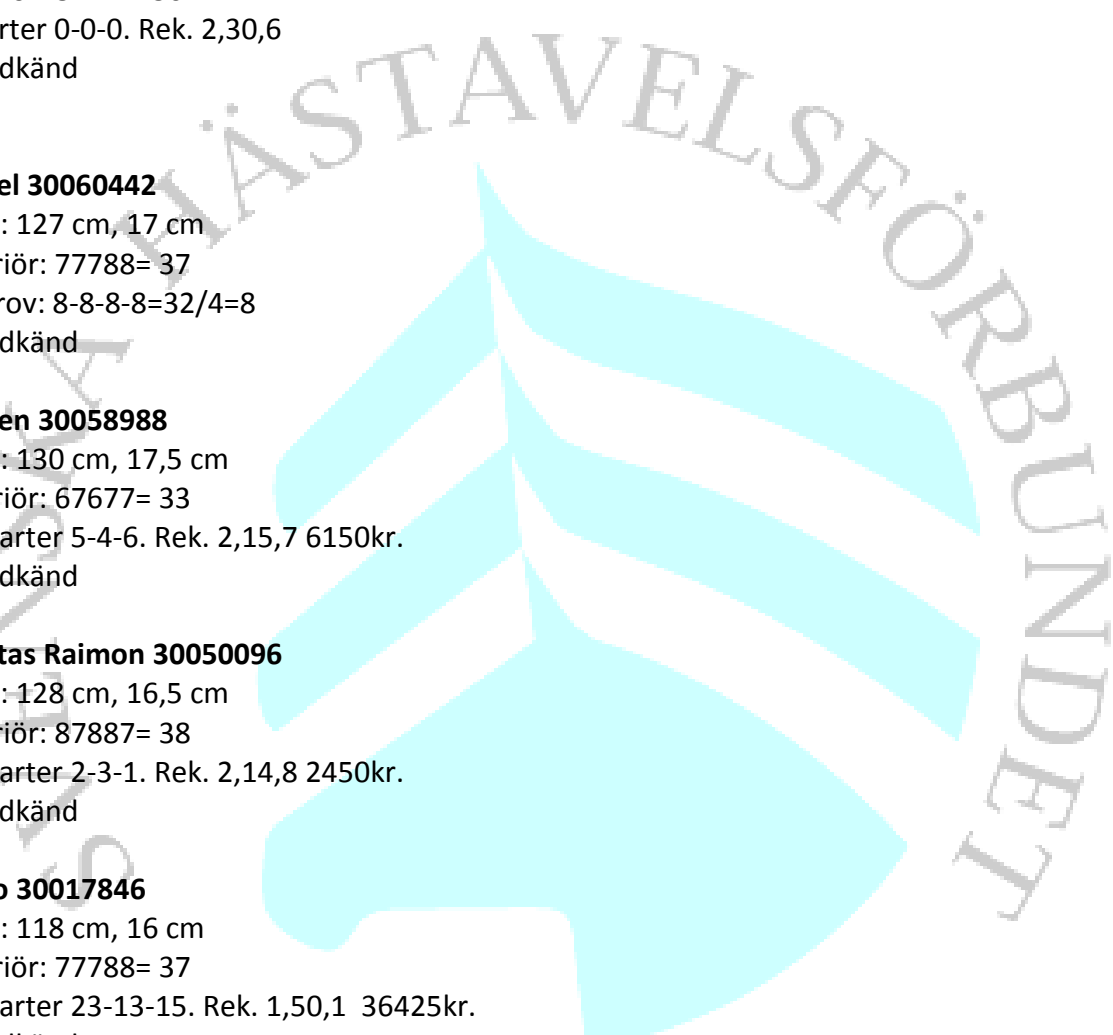 rter 0-0-0. Rek. 2,30,6
dkänd
el 30060442
: 127 cm, 17 cm
riör: 77788= 37
rov: 8-8-8-8=32/4=8
dkänd
en 30058988
: 130 cm, 17,5 cm
riör: 67677= 33
arter 5-4-6. Rek. 2,15,7 6150kr.
dkänd
tas Raimon 30050096
: 128 cm, 16,5 cm
riör: 87887= 38
arter 2-3-1. Rek. 2,14,8 2450kr.
dkänd
o 30017846
: 118 cm, 16 cm
riör: 77788= 37
arter 23-13-15. Rek. 1,50,1 36425kr.
SVENSKA HÄSTAVELSFÖRBUNDET